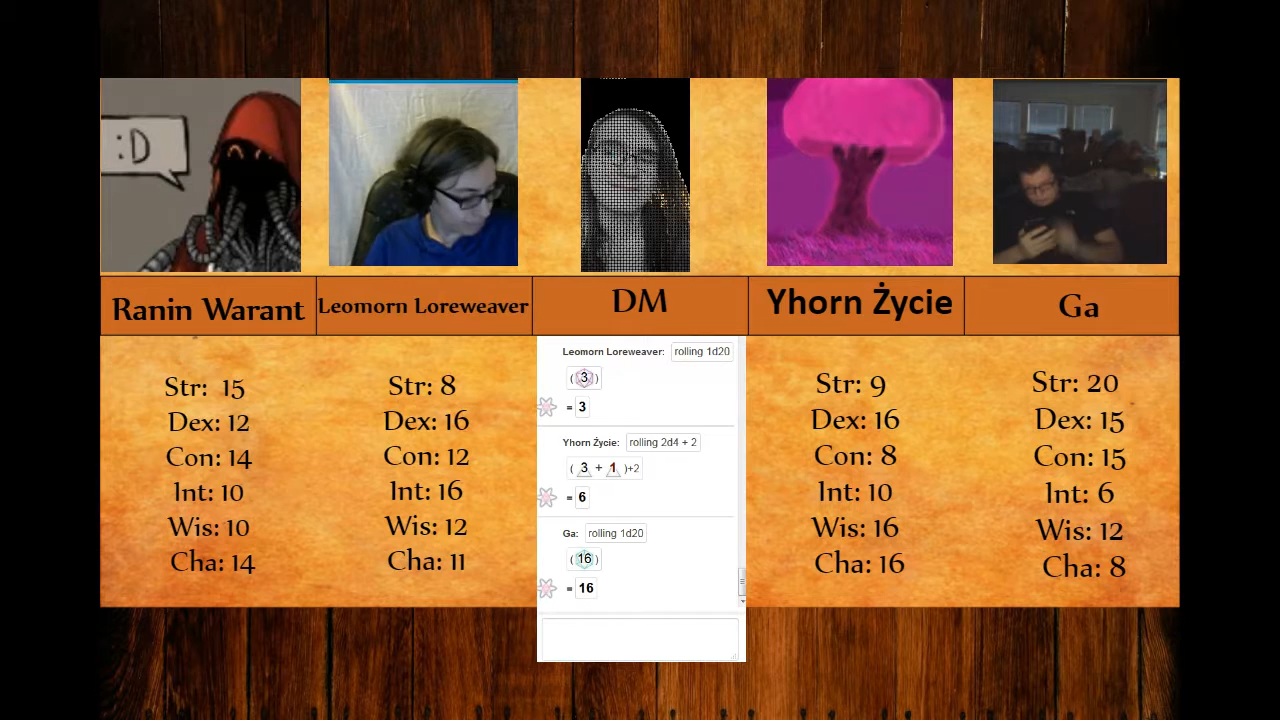 :D
Ranin Warant
Leomorn Loreweaver
DM
Yhorn Życie
Ga
Str: 15
Dex: 12
Con: 14
Int: 10
Wis: 10
Cha: 14
Str: 8
Dex: 16
Con: 12
Int: 16
Wis: 12
Cha: 11
Leomorn Loreweaver: rolling 1d20
(3)
= 3
Yhorn Życie: rolling 2d4 + 2
(3 + 1)+2
= 6
Ga: rolling 1d20
(16)
= 16
Str: 9
Dex: 16
Con: 8
Int: 10
Wis: 16
Cha: 16
Str: 20
Dex: 15
Con: 15
Int: 6
Wis: 12
Cha: 8